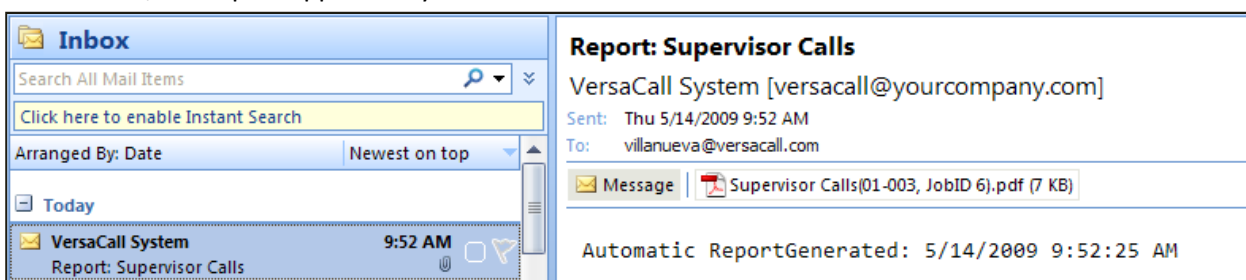 Inbox
Search All Mail Items
Click here to enable Instant Search
Arranged By: Date Newest on top
Today
VersaCall System 9:52 AM
Report: Supervisor Calls
Report: Supervisor Calls
VersaCall System [versacall@yourcompany.com]
Sent: Thu 5/14/2009 9:52 AM
To: villanueva@versacall.com
Message Supervisor Calls(01-003, JobID 6).pdf (7 KB)
Automatic ReportGenerated: 5/14/2009 9:52:25 AM